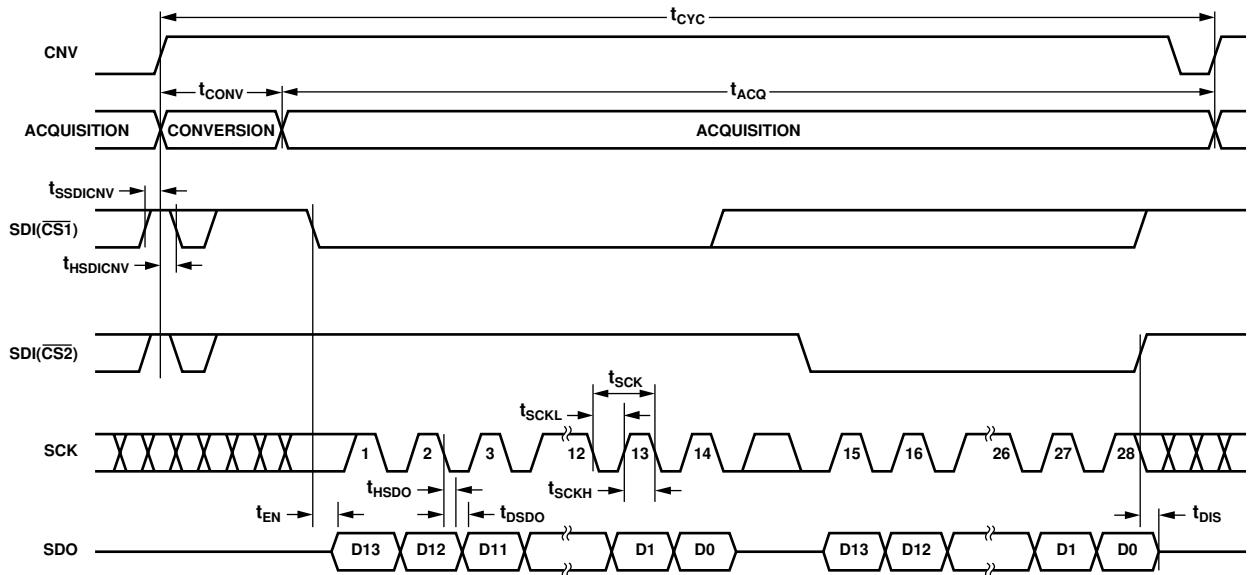 tCYC
CNV
tCONV
tACQ
ACQUISITION
CONVERSION
ACQUISITION
tSSDICNV
SDI(CS1)
tHSDICNV
SDI(CS2)
tSCK
tSCKL
SCK
1
2
3
12
13
14
15
16
26
27
28
tHSDO
tSCKH
tEN
tDSDO
tDIS
SDO
D13
D12
D11
D1
D0
D13
D12
D1
D0